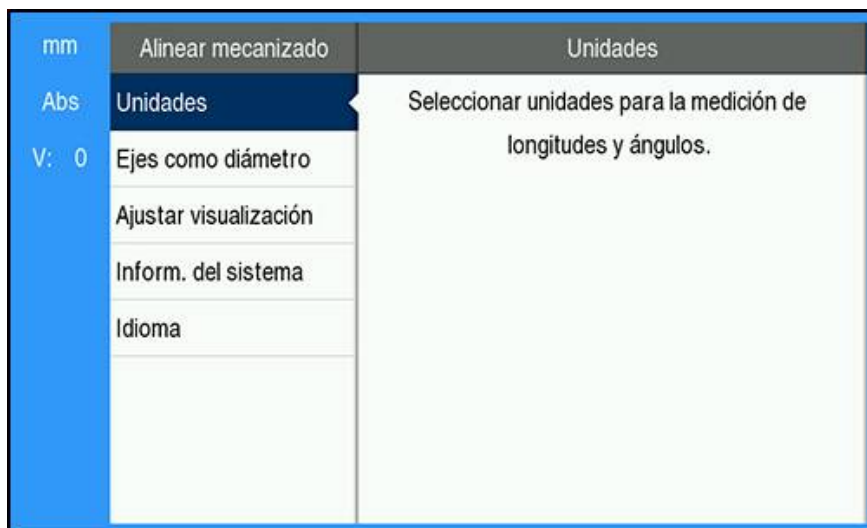 mm
Abs
V: 0
Alinear mecanizado
Unidades
Ejes como diámetro
Ajustar visualización
Inform. del sistema
Idioma
Unidades
Seleccionar unidades para la medición de
longitudes y ángulos.